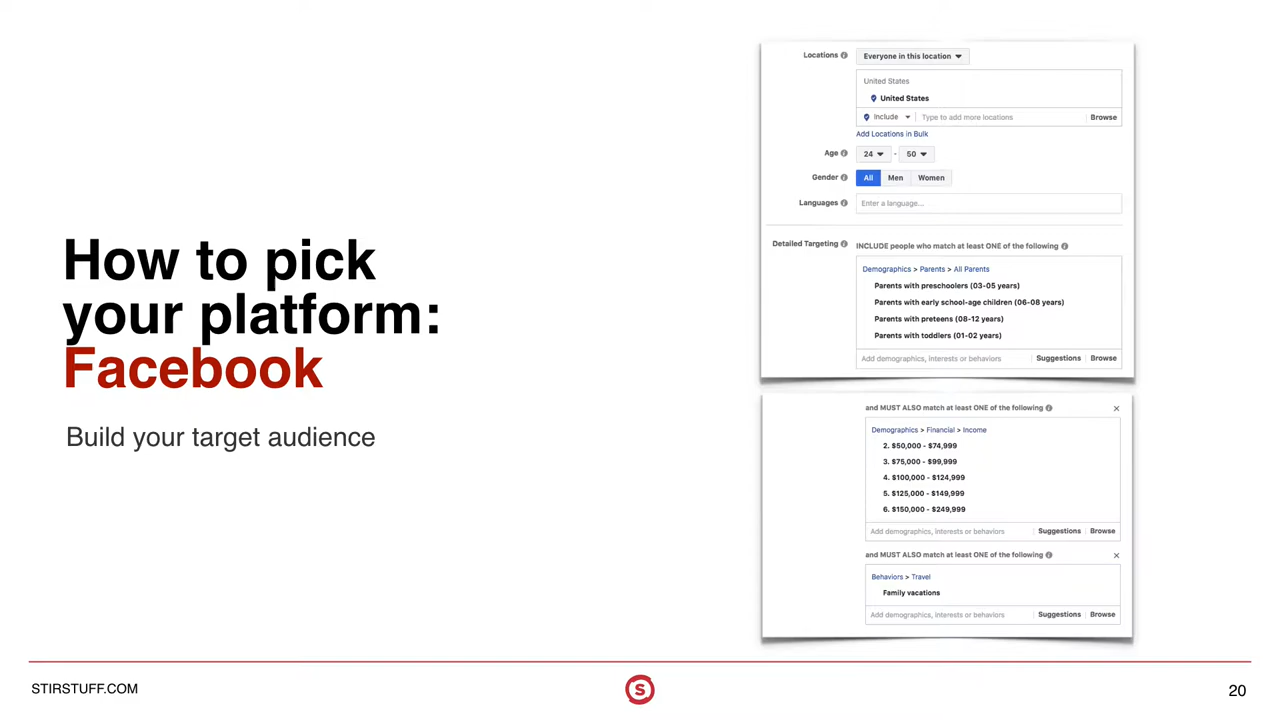 How to pick
your platform:
Facebook
Build your target audience
Locations
Everyone in this location
United States
United States
Include Type to add more locations Browse
Add Locations in Bulk
Age 24 - 50
Gender All Men Women
Languages Enter a language...
Detailed Targeting INCLUDE people who match at least ONE of the following
Demographics > Parents > All Parents
Parents with preschoolers (03-05 years)
Parents with early school-age children (06-08 years)
Parents with preteens (08-12 years)
Parents with toddlers (01-02 years)
Add demographics, interests or behaviors Suggestions Browse
and MUST ALSO match at least ONE of the following
Demographics > Financial > Income
2. $50,000 - $74,999
3. $75,000 - $99,999
4. $100,000 - $124,999
5. $125,000 - $149,999
6. $150,000 - $249,999
Add demographics, interests or behaviors Suggestions Browse
and MUST ALSO match at least ONE of the following
Behaviors > Travel
Family vacations
Add demographics, interests or behaviors Suggestions Browse
STIRSTUFF.COM
S
20